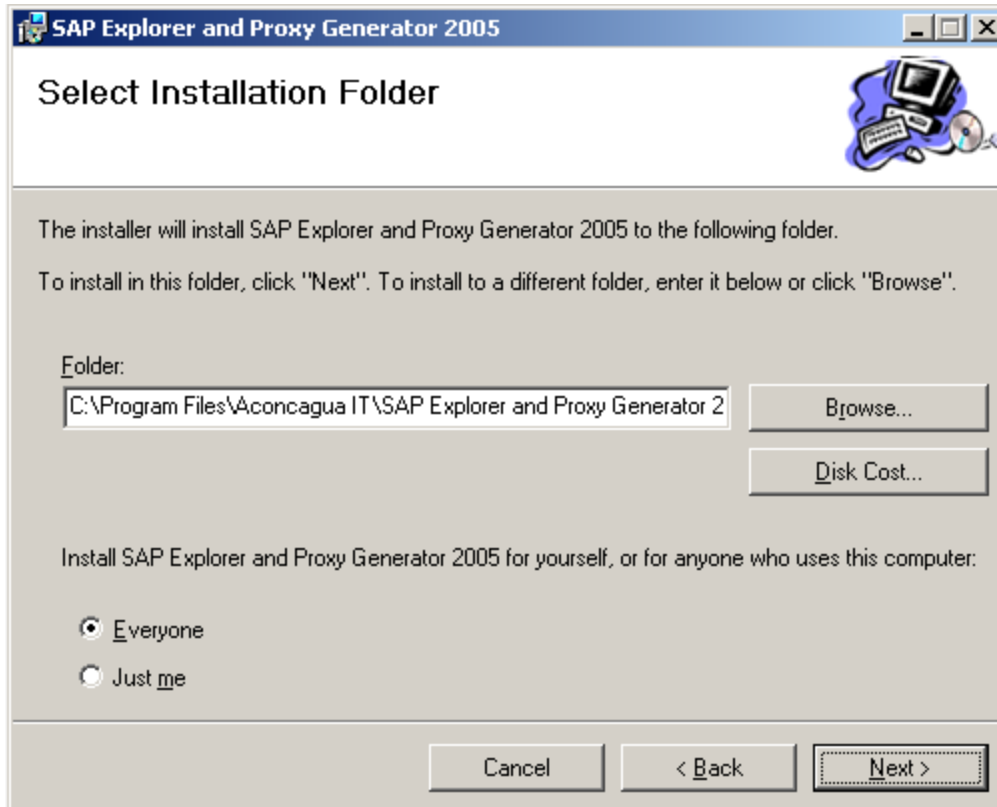 SAP Explorer and Proxy Generator 2005
Select Installation Folder
The installer will install SAP Explorer and Proxy Generator 2005 to the following folder.
To install in this folder, click "Next". To install to a different folder, enter it below or click "Browse".
Folder:
C:\Program Files\Aconcagua IT\SAP Explorer and Proxy Generator 2
Browse...
Disk Cost...
Install SAP Explorer and Proxy Generator 2005 for yourself, or for anyone who uses this computer:
Everyone
Just me
Cancel
< Back
Next >